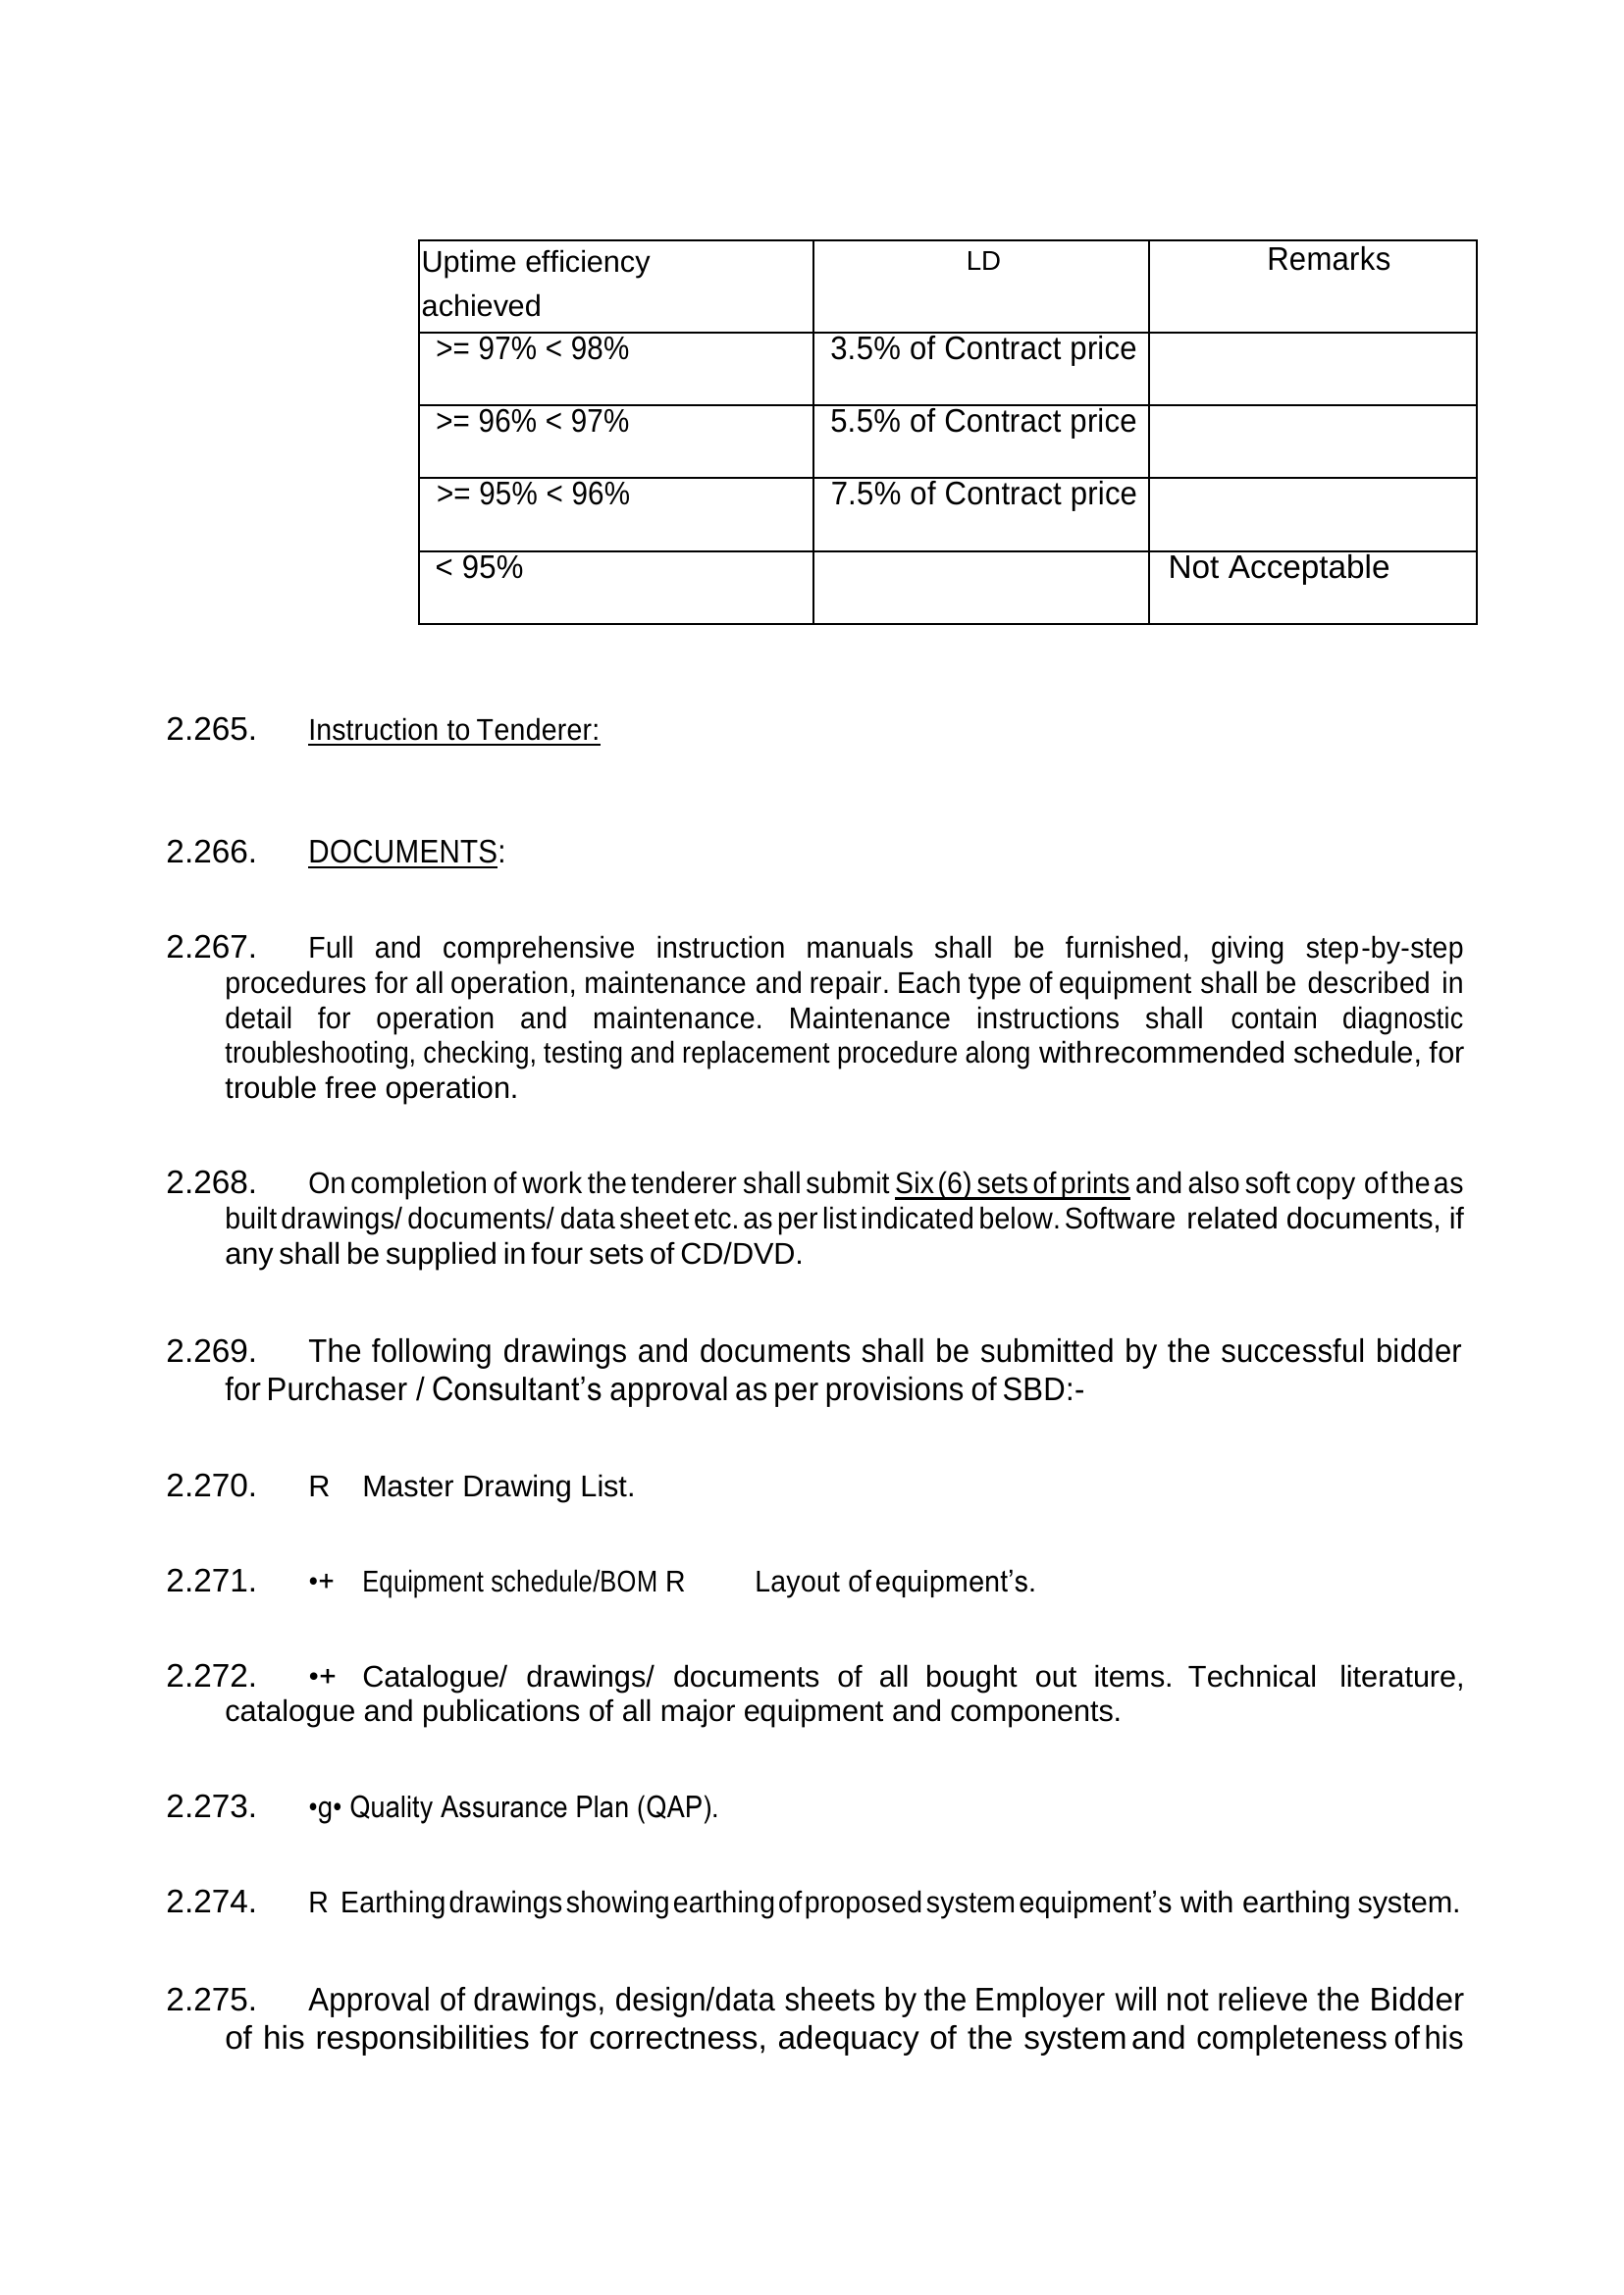 Uptime efficiency LD Remarks
achieved
>= 97% < 98% 3.5% of Contract price
>= 96% < 97% 5.5% of Contract price
>= 95% < 96% 7.5% of Contract price
< 95% Not Acceptable
2.265. Instruction to Tenderer:
2.266. DOCUMENTS:
2.267. Full and comprehensive instruction manuals shall be furnished, giving step-by-step
procedures for all operation, maintenance and repair. Each type of equipment shall be described in
detail for operation and maintenance. Maintenance instructions shall contain diagnostic
troubleshooting, checking, testing and replacement procedure along with recommended schedule, for
trouble free operation.
2.268. On completion of work the tenderer shall submit Six (6) sets of prints and also soft copy of the as
built drawings/ documents/ data sheet etc. as per list indicated below. Software related documents, if
any shall be supplied in four sets of CD/DVD.
2.269. The following drawings and documents shall be submitted by the successful bidder
for Purchaser / Consultant’s approval as per provisions of SBD:-
2.270. R Master Drawing List.
2.271. •+ Equipment schedule/BOM R Layout of equipment’s.
2.272. •+ Catalogue/ drawings/ documents of all bought out items. Technical literature,
catalogue and publications of all major equipment and components.
2.273. •g• Quality Assurance Plan (QAP).
2.274. R Earthing drawings showing earthing of proposed system equipment’s with earthing system.
2.275. Approval of drawings, design/data sheets by the Employer will not relieve the Bidder
of his responsibilities for correctness, adequacy of the system and completeness of his